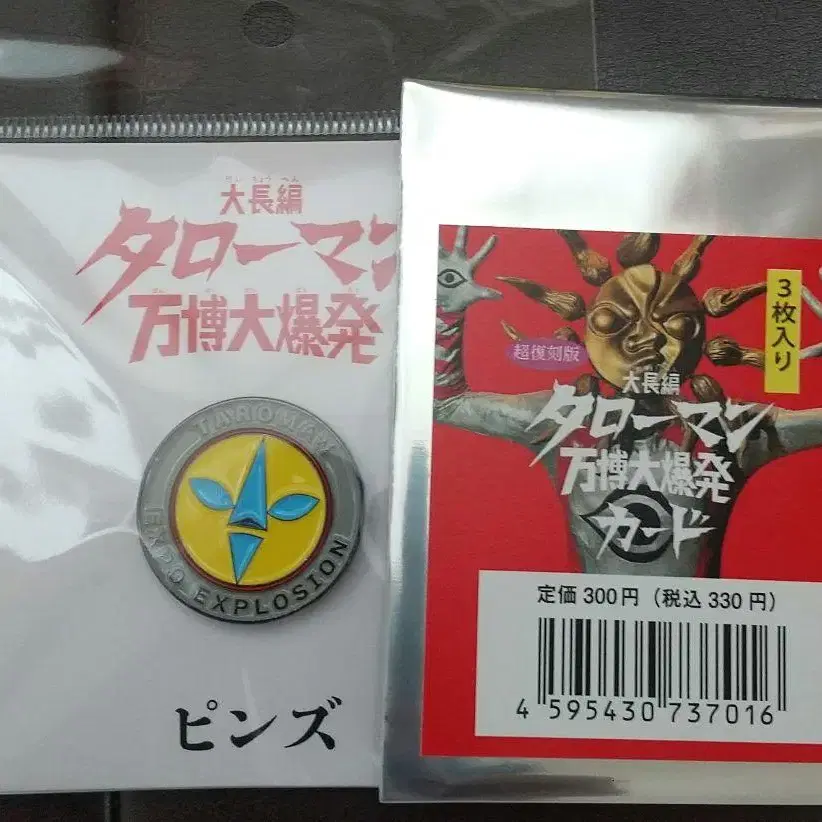 大長編
タローマン
万博大爆発
TAROMAN
EXPO EXPLOSION
ピンズ
3枚入り
超復刻版
大長編
タローマン
万博大爆発
カード
定価 300円（税込 330円）
4 595430 737016